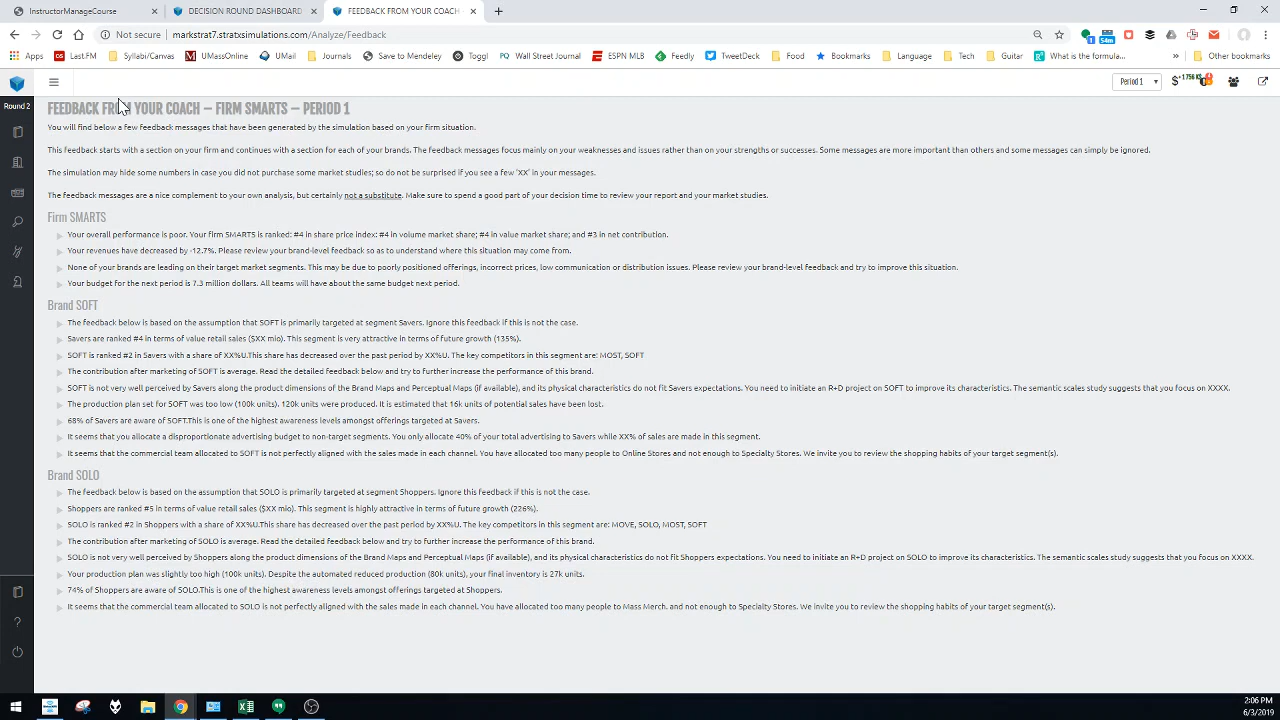 InstructorManageCourse
DECISION ROUND DASHBOARD
FEEDBACK FROM YOUR COACH
Not secure | markstrat7.stratxsimulations.com/Analyze/Feedback
Apps Last.FM Syllabi/Canvas UMassOnline UMail Journals Save to Mendeley Toggl Wall Street Journal ESPN MLB Feedly TweetDeck Food Bookmarks Language Tech Guitar What is the formula... » Other bookmarks
Period 1
Round 2
FEEDBACK FROM YOUR COACH – FIRM SMARTS – PERIOD 1
You will find below a few feedback messages that have been generated by the simulation based on your firm situation.
This feedback starts with a section on your firm and continues with a section for each of your brands. The feedback messages focus mainly on your weaknesses and issues rather than on your strengths or successes. Some messages are more important than others and some messages can simply be ignored.
The simulation may hide some numbers in case you did not purchase some market studies; so do not be surprised if you see a few 'XX' in your messages.
The feedback messages are a nice complement to your own analysis, but certainly not a substitute. Make sure to spend a good part of your decision time to review your report and your market studies.
Firm SMARTS
Your overall performance is poor. Your firm SMARTS is ranked: #4 in share price index: #4 in volume market share; #4 in value market share; and #3 in net contribution.
Your revenues have decreased by -12.7%. Please review your brand-level feedback so as to understand where this situation may come from.
None of your brands are leading on their target market segments. This may be due to poorly positioned offerings, incorrect prices, low communication or distribution issues. Please review your brand-level feedback and try to improve this situation.
Your budget for the next period is 7.3 million dollars. All teams will have about the same budget next period.
Brand SOFT
The feedback below is based on the assumption that SOFT is primarily targeted at segment Savers. Ignore this feedback if this is not the case.
Savers are ranked #4 in terms of value retail sales ($XX mio). This segment is very attractive in terms of future growth (135%).
SOFT is ranked #2 in Savers with a share of XX%U.This share has decreased over the past period by XX%U. The key competitors in this segment are: MOST, SOFT
The contribution after marketing of SOFT is average. Read the detailed feedback below and try to further increase the performance of this brand.
SOFT is not very well perceived by Savers along the product dimensions of the Brand Maps and Perceptual Maps (if available), and its physical characteristics do not fit Savers expectations. You need to initiate an R+D project on SOFT to improve its characteristics. The semantic scales study suggests that you focus on XXXX.
The production plan set for SOFT was too low (100k units). 120k units were produced. It is estimated that 16k units of potential sales have been lost.
68% of Savers are aware of SOFT.This is one of the highest awareness levels amongst offerings targeted at Savers.
It seems that you allocate a disproportionate advertising budget to non-target segments. You only allocate 40% of your total advertising to Savers while XX% of sales are made in this segment.
It seems that the commercial team allocated to SOFT is not perfectly aligned with the sales made in each channel. You have allocated too many people to Online Stores and not enough to Specialty Stores. We invite you to review the shopping habits of your target segment(s).
Brand SOLO
The feedback below is based on the assumption that SOLO is primarily targeted at segment Shoppers. Ignore this feedback if this is not the case.
Shoppers are ranked #5 in terms of value retail sales ($XX mio). This segment is highly attractive in terms of future growth (226%).
SOLO is ranked #2 in Shoppers with a share of XX%U.This share has decreased over the past period by XX%U. The key competitors in this segment are: MOVE, SOLO, MOST, SOFT
The contribution after marketing of SOLO is average. Read the detailed feedback below and try to further increase the performance of this brand.
SOLO is not very well perceived by Shoppers along the product dimensions of the Brand Maps and Perceptual Maps (if available), and its physical characteristics do not fit Shoppers expectations. You need to initiate an R+D project on SOLO to improve its characteristics. The semantic scales study suggests that you focus on XXXX.
Your production plan was slightly too high (100k units). Despite the automated reduced production (80k units), your final inventory is 27k units.
74% of Shoppers are aware of SOLO.This is one of the highest awareness levels amongst offerings targeted at Shoppers.
It seems that the commercial team allocated to SOLO is not perfectly aligned with the sales made in each channel. You have allocated too many people to Mass Merch. and not enough to Specialty Stores. We invite you to review the shopping habits of your target segment(s).
2:06 PM
6/3/2019